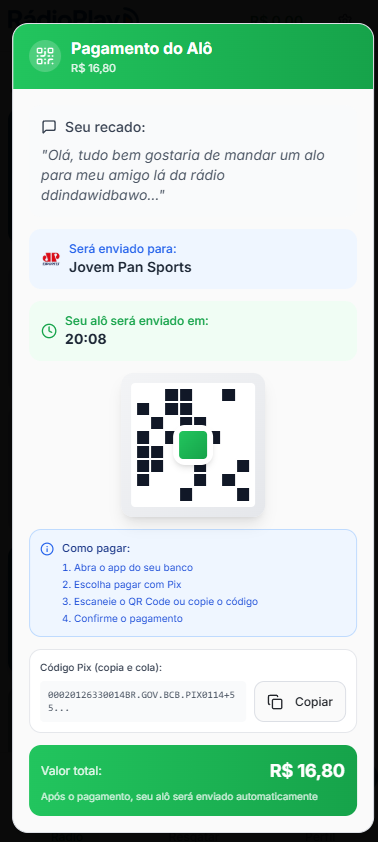 RádioPlay
Pagamento do Alô
R$ 16,80
Seu recado:
"Olá, tudo bem gostaria de mandar um alo
para meu amigo lá da rádio
ddindawidbawo..."
Será enviado para:
Jovem Pan Sports
Seu alô será enviado em:
20:08
Como pagar:
1. Abra o app do seu banco
2. Escolha pagar com Pix
3. Escaneie o QR Code ou copie o código
4. Confirme o pagamento
Código Pix (copia e cola):
00020126330014BR.GOV.BCB.PIX0114+5
5...
Copiar
Valor total:
R$ 16,80
Após o pagamento, seu alô será enviado automaticamente